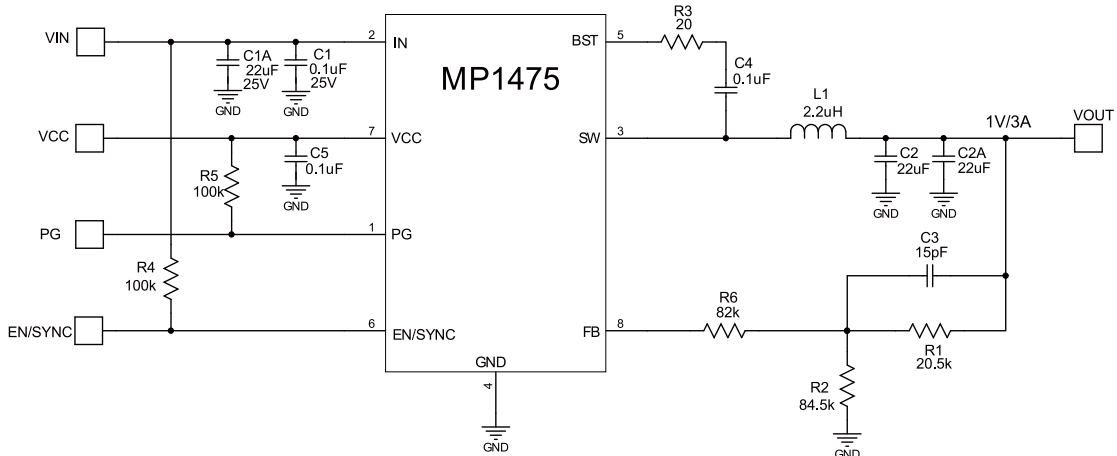 VIN
2
IN
C1A
22uF
25V
GND
C1
0.1uF
25V
GND
MP1475
BST
5
R3
20
C4
0.1uF
VCC
7
VCC
C5
0.1uF
GND
R5
100k
SW
3
L1
2.2uH
1V/3A
VOUT
C2
22uF
GND
C2A
22uF
GND
PG
1
PG
R4
100k
C3
15pF
EN/SYNC
6
EN/SYNC
FB
8
R6
82k
R1
20.5k
GND
4
GND
R2
84.5k
GND